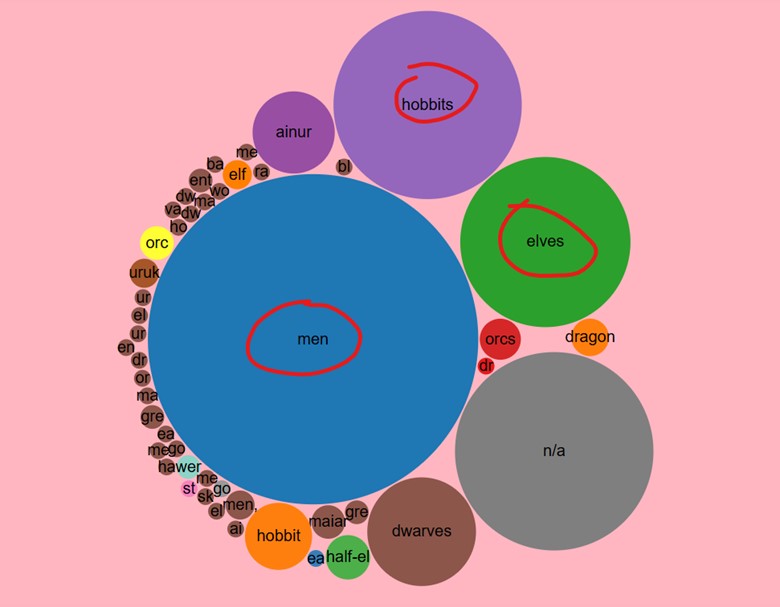 hobbits
ainur
me
bl
ba
ra
elf
ent
wo
dw
ma
va
dw
ho
elves
orc
uruk
ur
el
ur
orcs
dragon
men
en
dr
dr
or
ma
gre
ea
n/a
me
go
ha
wer
me
st
go
sk
men,
el
gre
maiar
ai
dwarves
hobbit
ea
half-el